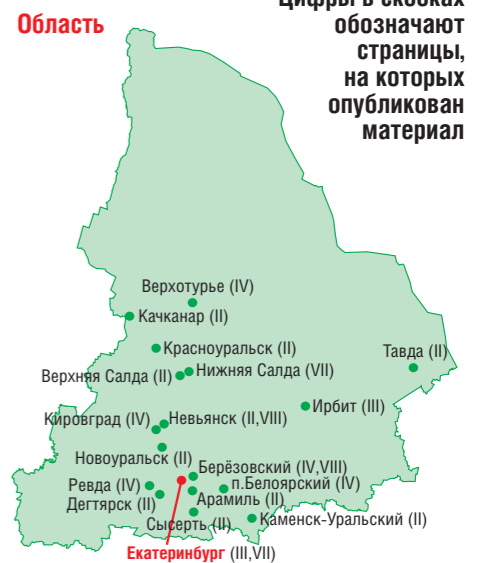 Цифры в скобках
обозначают
страницы,
на которых
опубликован
материал
Область
Верхотурье (IV)
Качканар (II)
Красноуральск (II)
Тавда (II)
Верхняя Салда (II)
Нижняя Салда (VII)
Ирбит (III)
Кировград (IV)
Невьянск (II,VIII)
Новоуральск (II)
Берёзовский (IV,VIII)
Ревда (IV)
п.Белоярский (IV)
Дегтярск (II)
Арамиль (II)
Сысерть (II)
Каменск-Уральский (II)
Екатеринбург (III,VII)